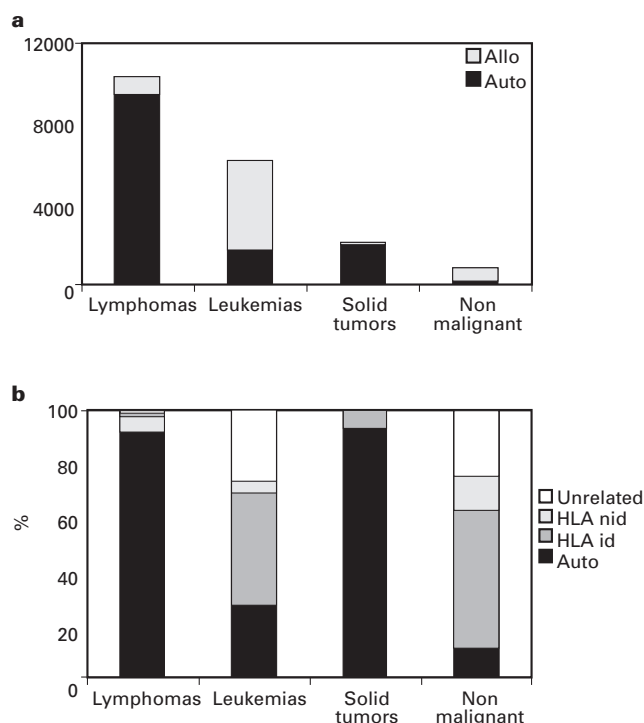 a
12000
8000
4000
0
Allo
Auto
Lymphomas Leukemias Solid tumors Non malignant
b
100
80
60
40
20
0
%
Unrelated
HLA nid
HLA id
Auto
Lymphomas Leukemias Solid tumors Non malignant